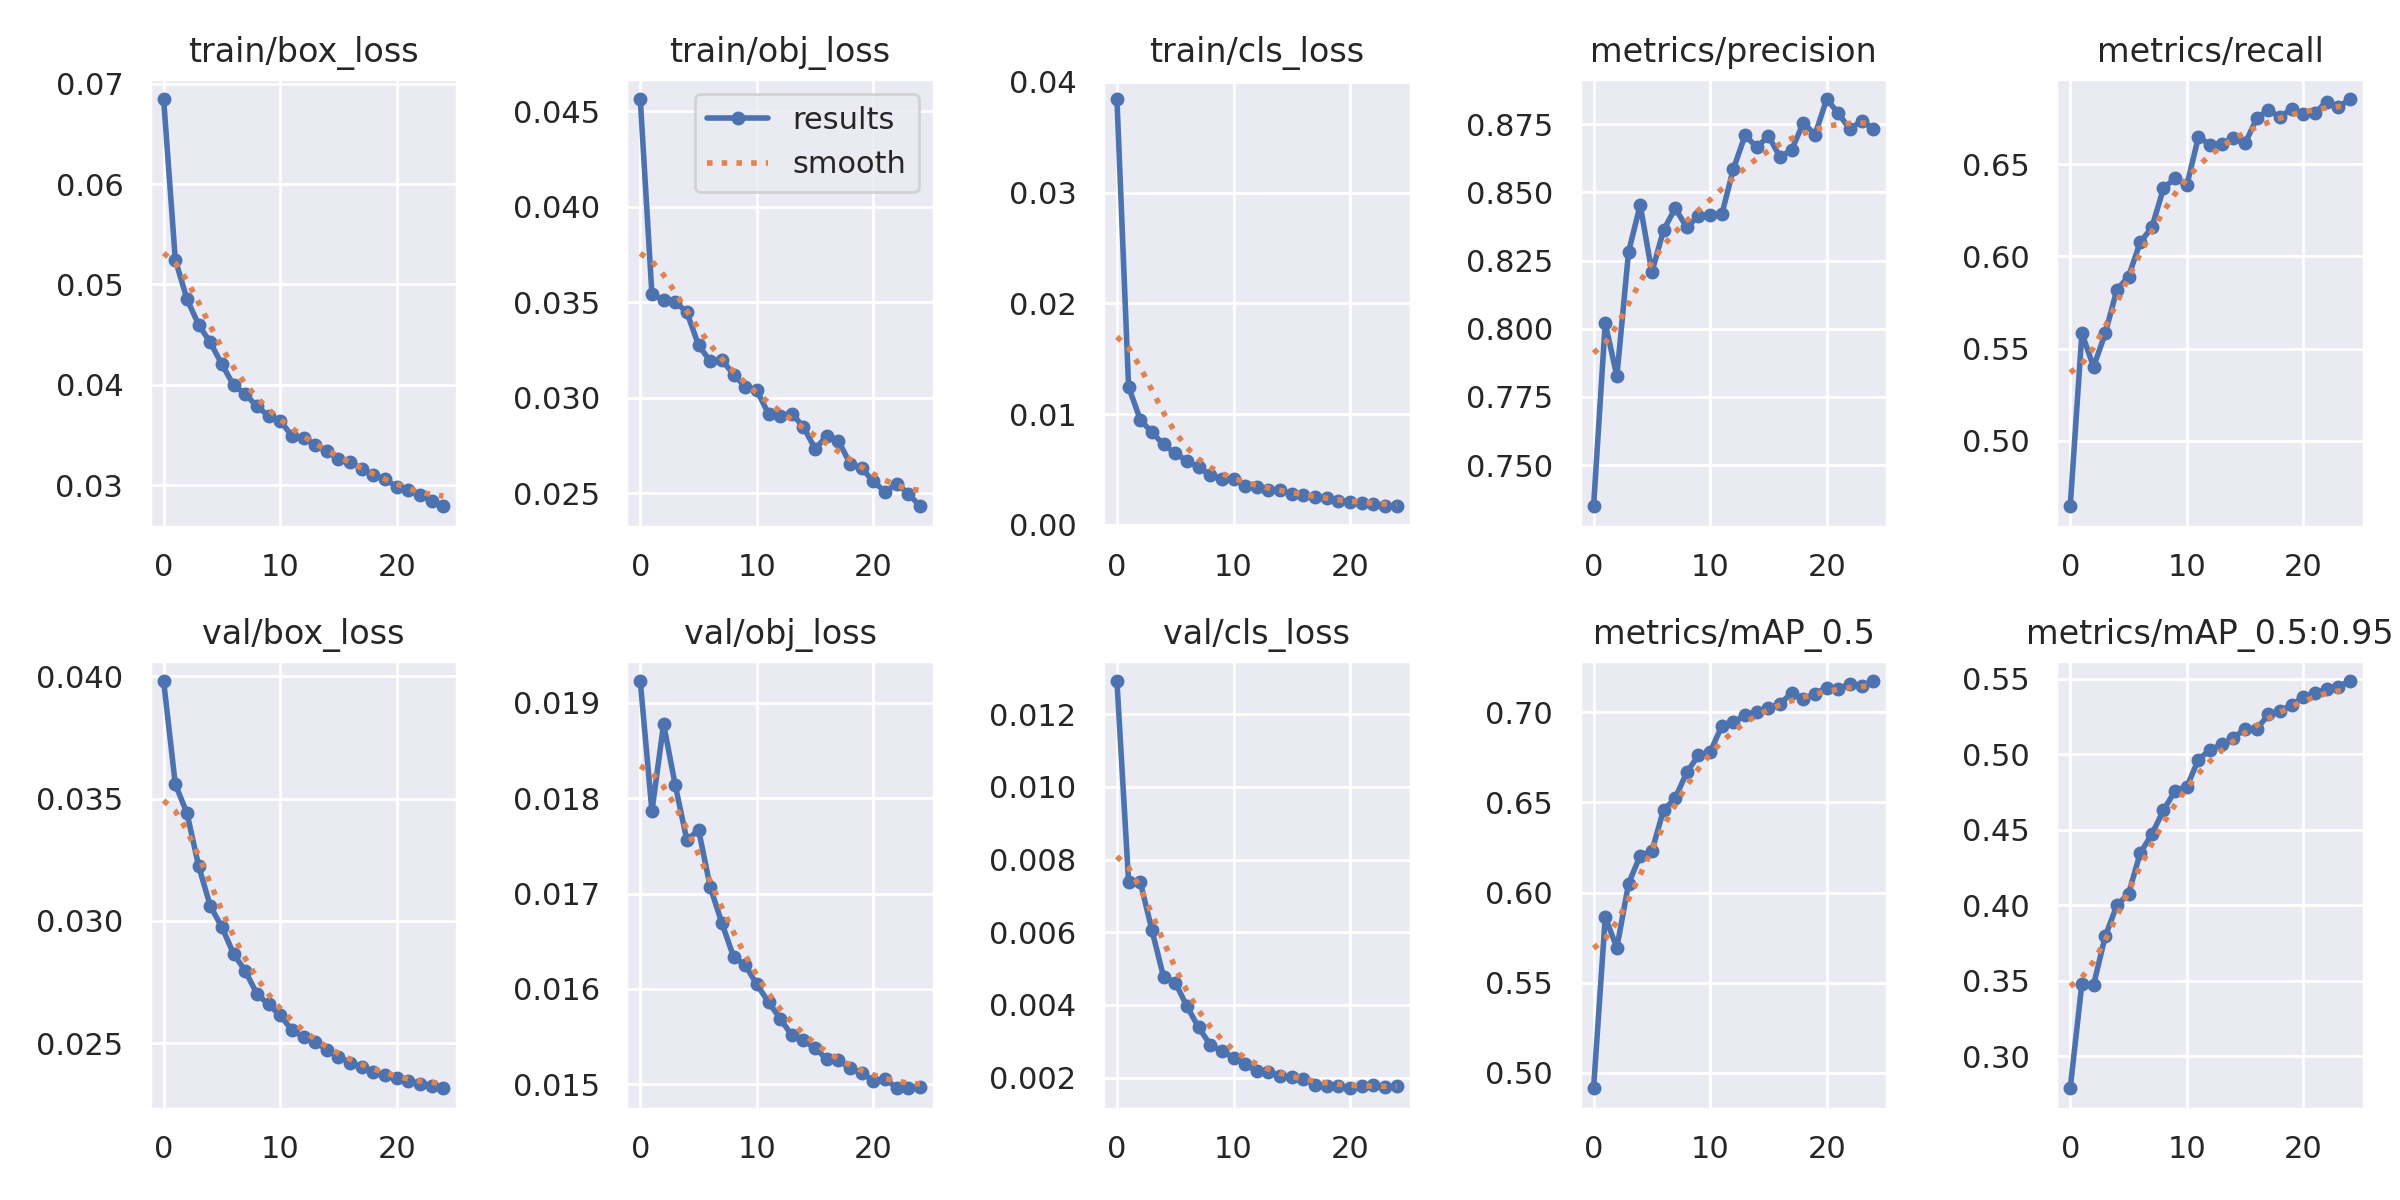 train/box_loss
0.07
0.06
0.05
0.04
0.03
0 10 20
train/obj_loss
results
smooth
0.045
0.040
0.035
0.030
0.025
0 10 20
train/cls_loss
0.04
0.03
0.02
0.01
0.00
0 10 20
metrics/precision
0.875
0.850
0.825
0.800
0.775
0.750
0 10 20
metrics/recall
0.65
0.60
0.55
0.50
0 10 20
val/box_loss
0.040
0.035
0.030
0.025
0 10 20
val/obj_loss
0.019
0.018
0.017
0.016
0.015
0 10 20
val/cls_loss
0.012
0.010
0.008
0.006
0.004
0.002
0 10 20
metrics/mAP_0.5
0.70
0.65
0.60
0.55
0.50
0 10 20
metrics/mAP_0.5:0.95
0.55
0.50
0.45
0.40
0.35
0.30
0 10 20